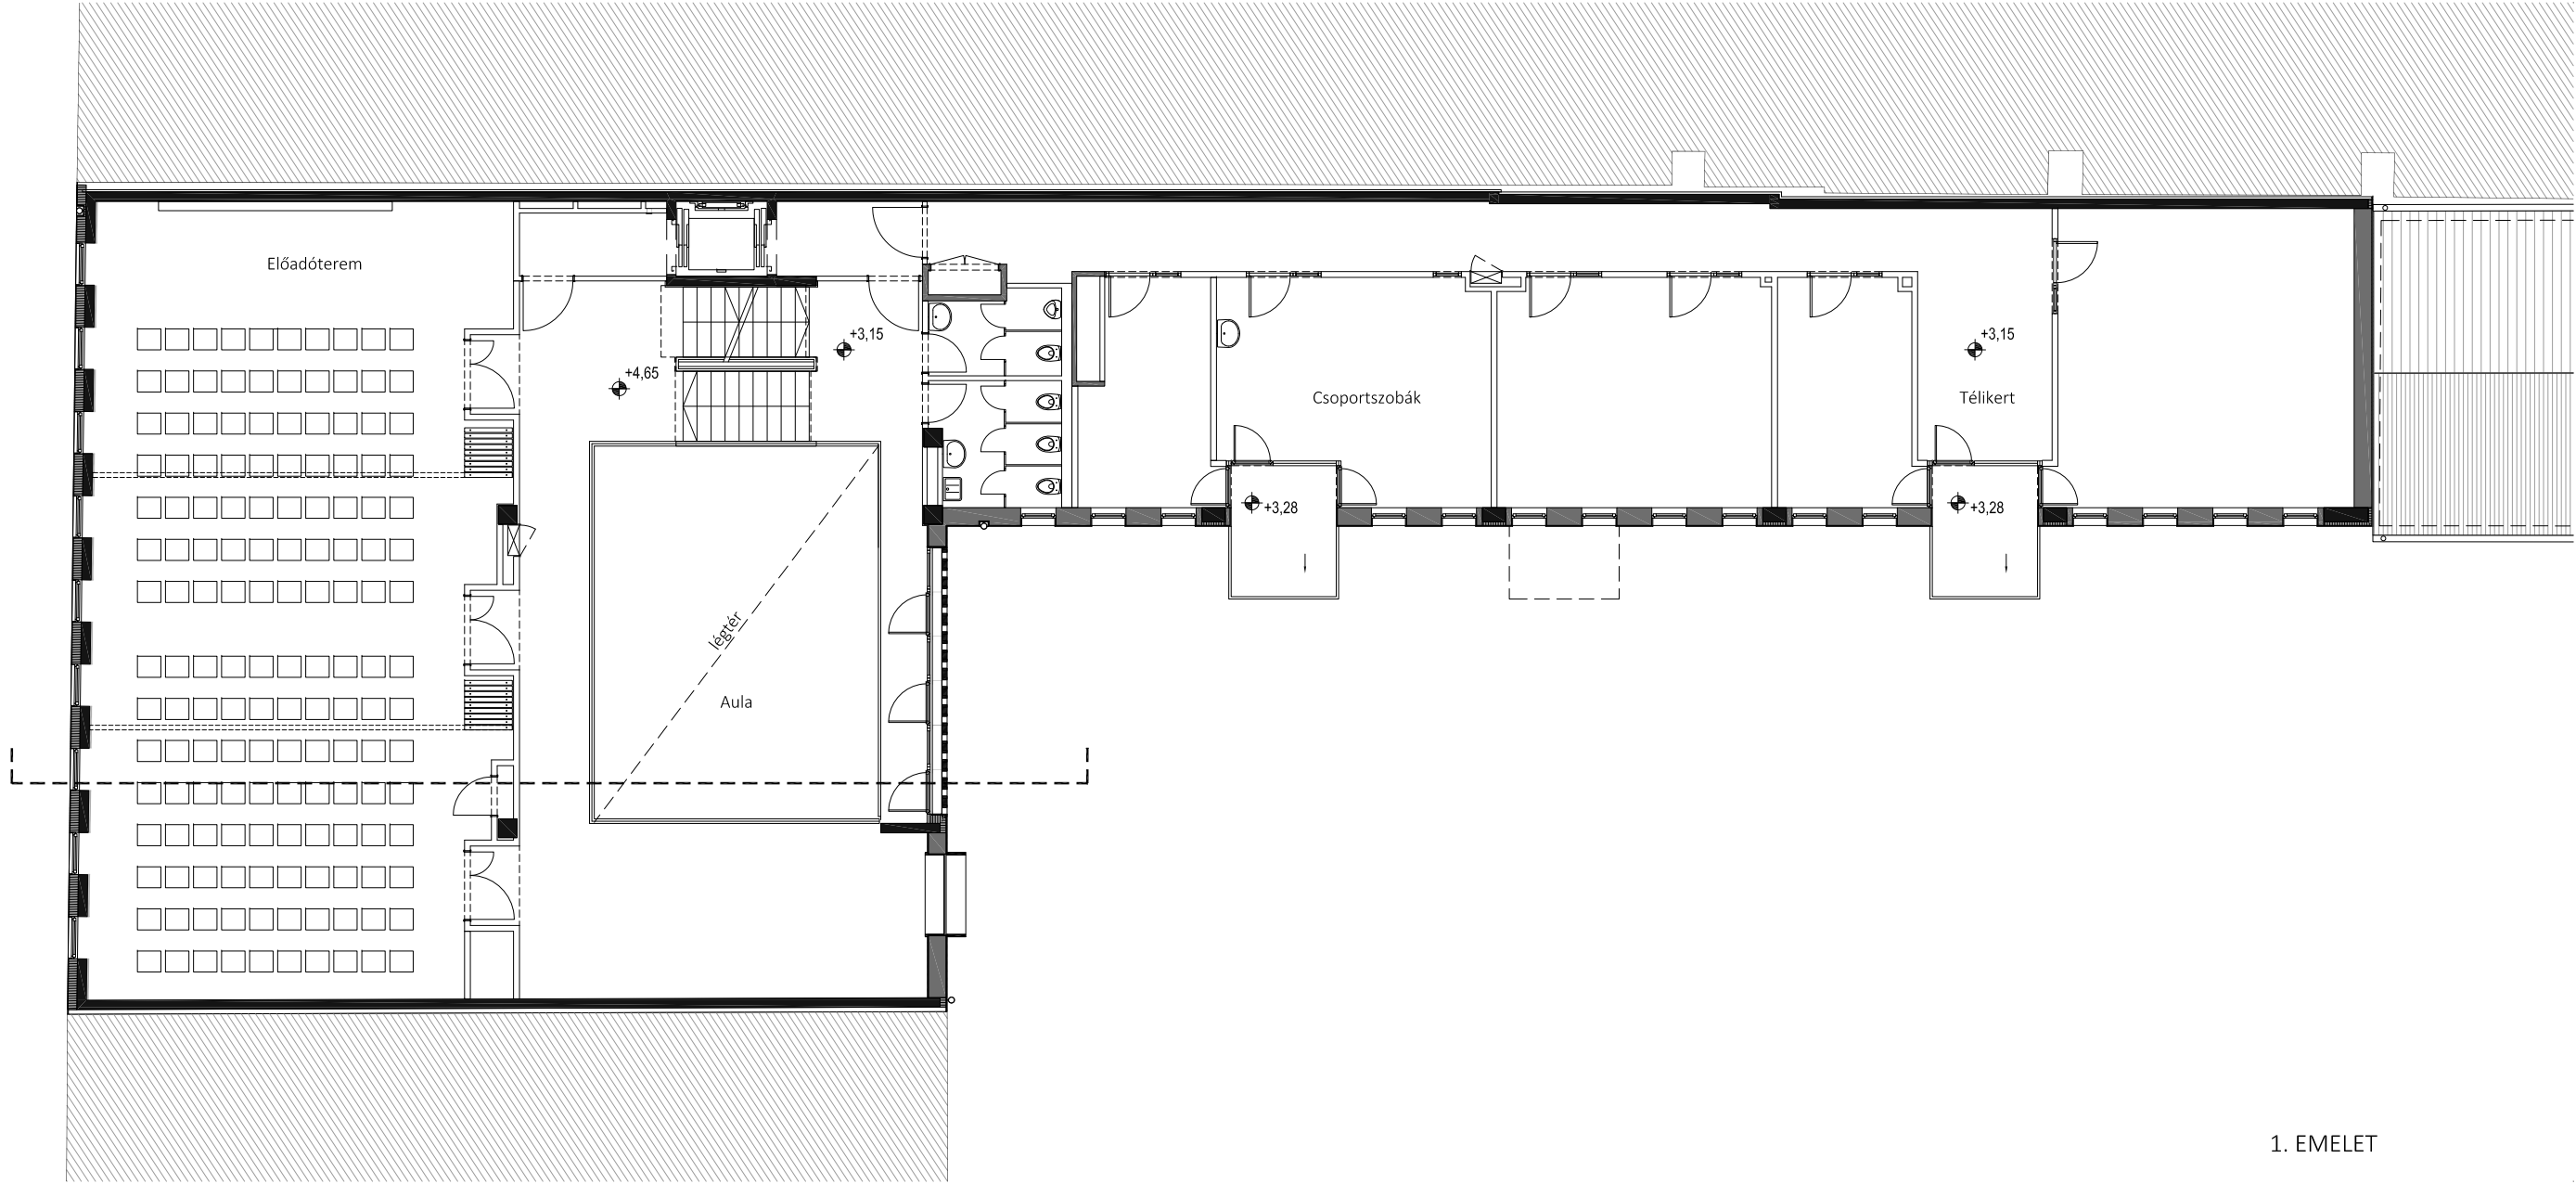 Előadóterem
+3,15
+3,15
+4,65
Csoportszobák
Télikert
+3,28
+3,28
légtér
Aula
1. EMELET